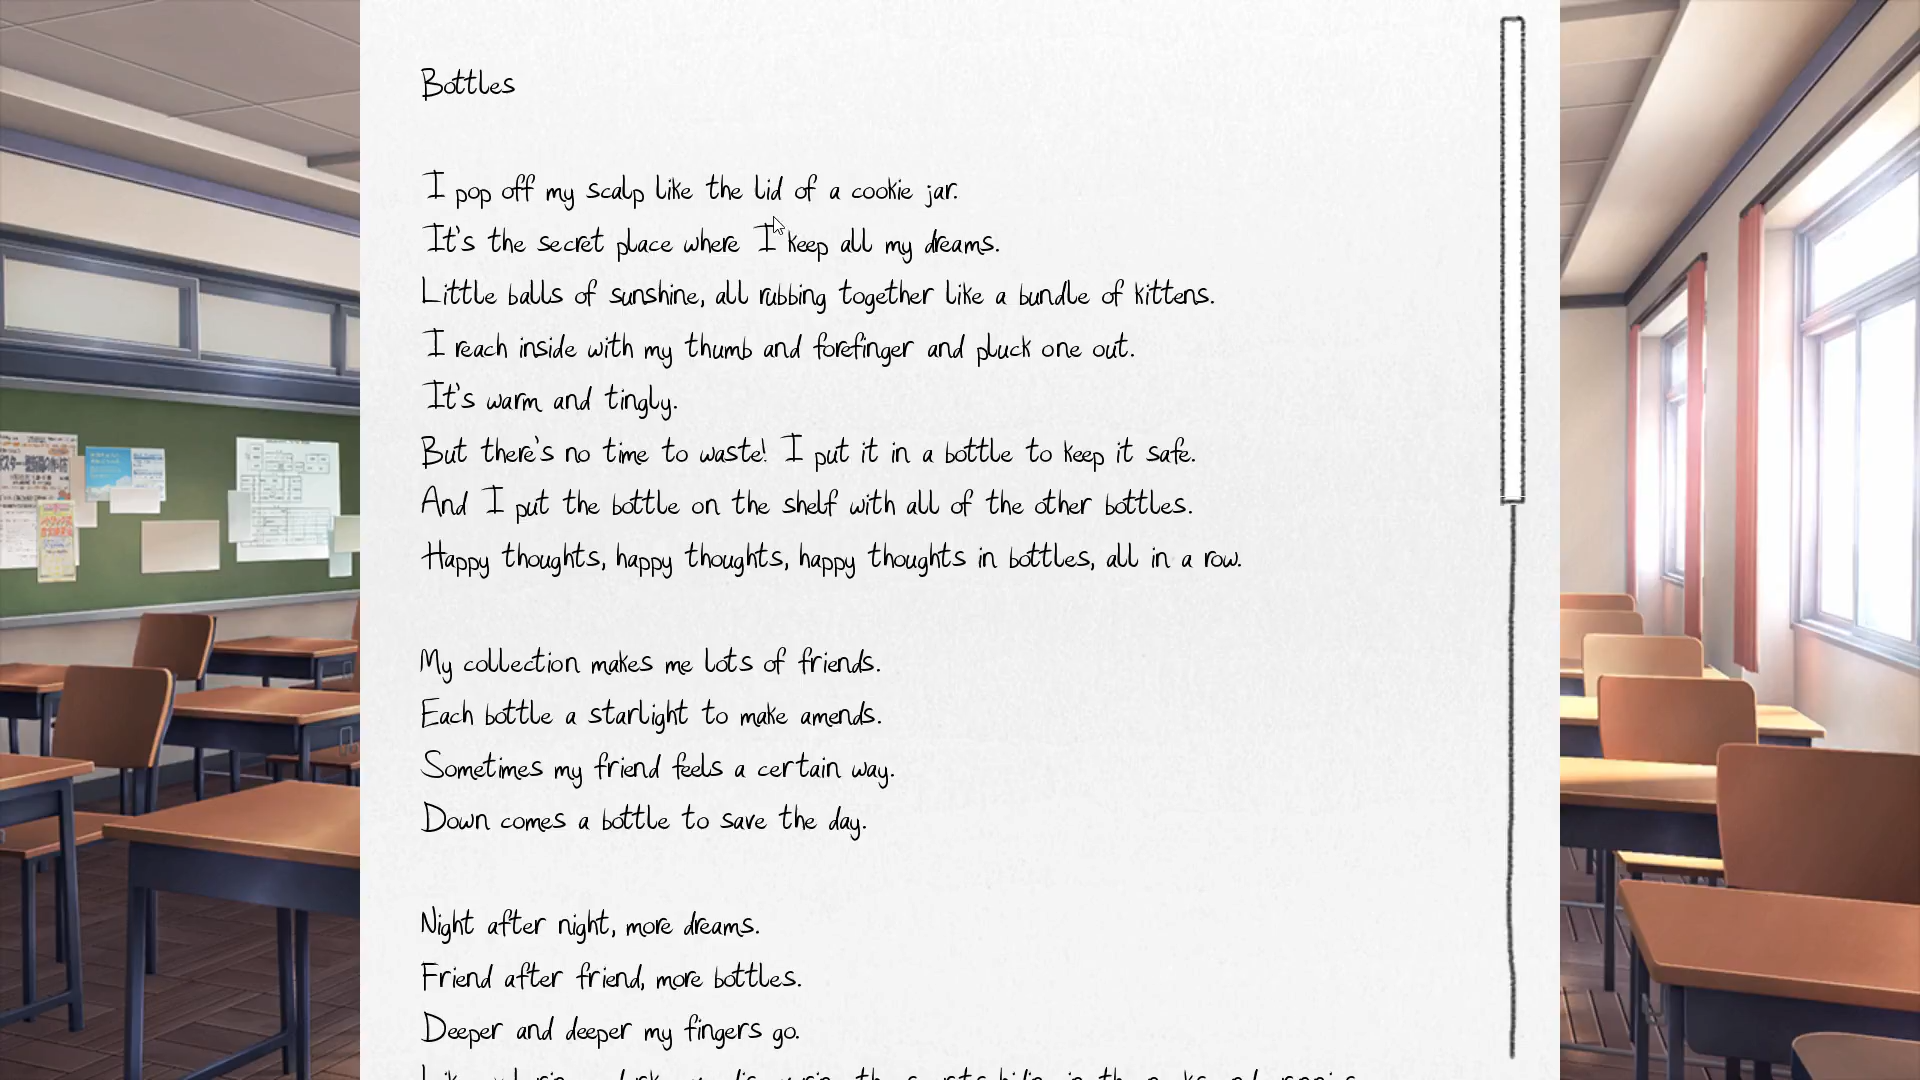 Bottles
I pop off my scalp like the lid of a cookie jar.
It's the secret place where I keep all my dreams.
Little balls of sunshine, all rubbing together like a bundle of kittens.
I reach inside with my thumb and forefinger and pluck one out.
It's warm and tingly.
But there's no time to waste! I put it in a bottle to keep it safe.
And I put the bottle on the shelf with all of the other bottles.
Happy thoughts, happy thoughts, happy thoughts in bottles, all in a row.
My collection makes me lots of friends.
Each bottle a starlight to make amends.
Sometimes my friend feels a certain way.
Down comes a bottle to save the day.
Night after night, more dreams.
Friend after friend, more bottles.
Deeper and deeper my fingers go.